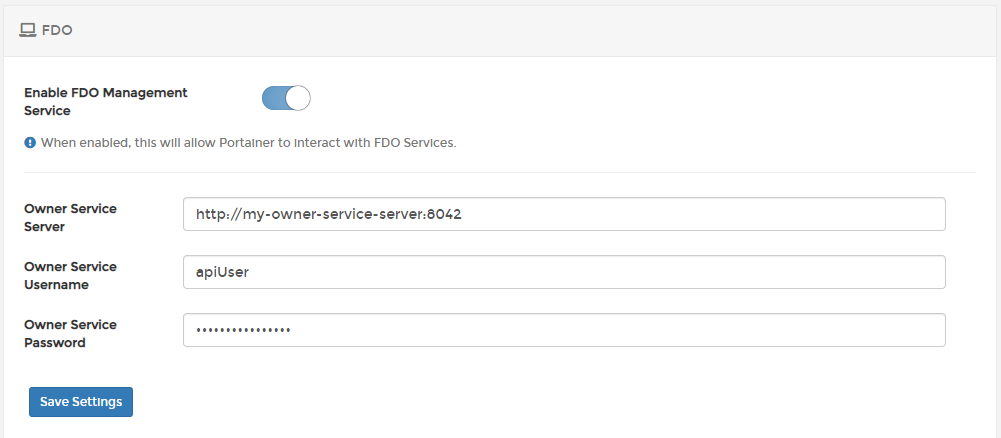 FDO
Enable FDO Management
Service
When enabled, this will allow Portainer to interact with FDO Services.
Owner Service
Server
http://my-owner-service-server:8042
Owner Service
Username
apiUser
Owner Service
Password
••••••••••••••••
Save Settings